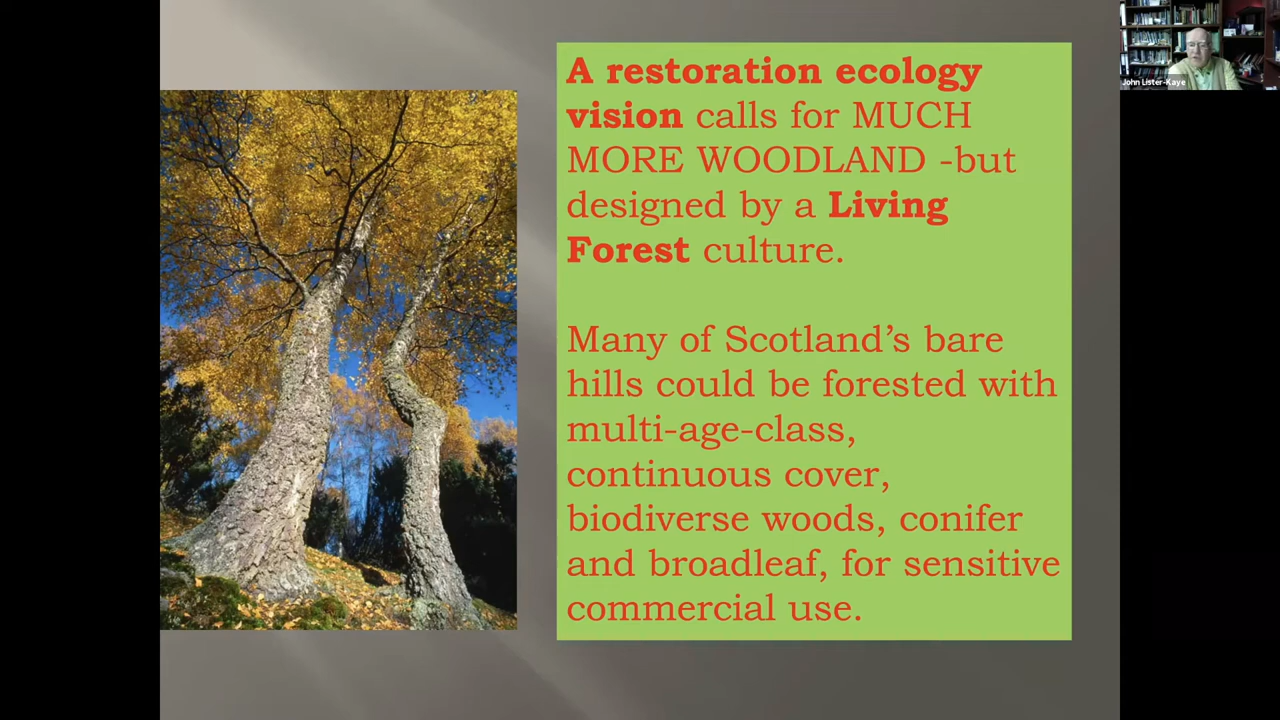 A restoration ecology
vision calls for MUCH
MORE WOODLAND -but
designed by a Living
Forest culture.
Many of Scotland’s bare
hills could be forested with
multi-age-class,
continuous cover,
biodiverse woods, conifer
and broadleaf, for sensitive
commercial use.
John Lister-Kaye